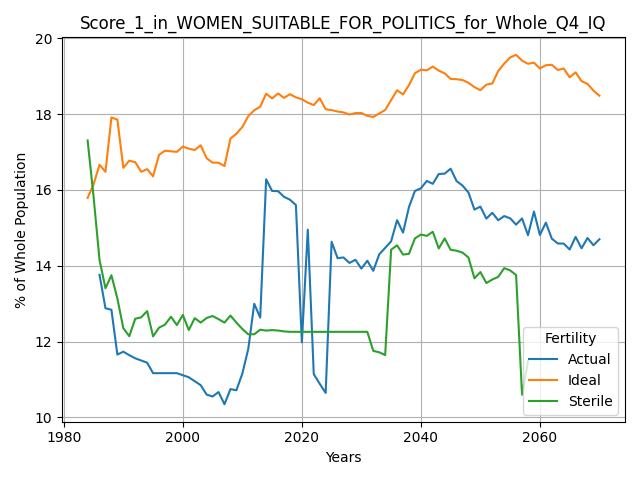 Score_1_in_WOMEN_SUITABLE_FOR_POLITICS_for_Whole_Q4_IQ
% of Whole Population
20
18
16
14
12
10
Fertility
Actual
Ideal
Sterile
1980 2000 2020 2040 2060
Years